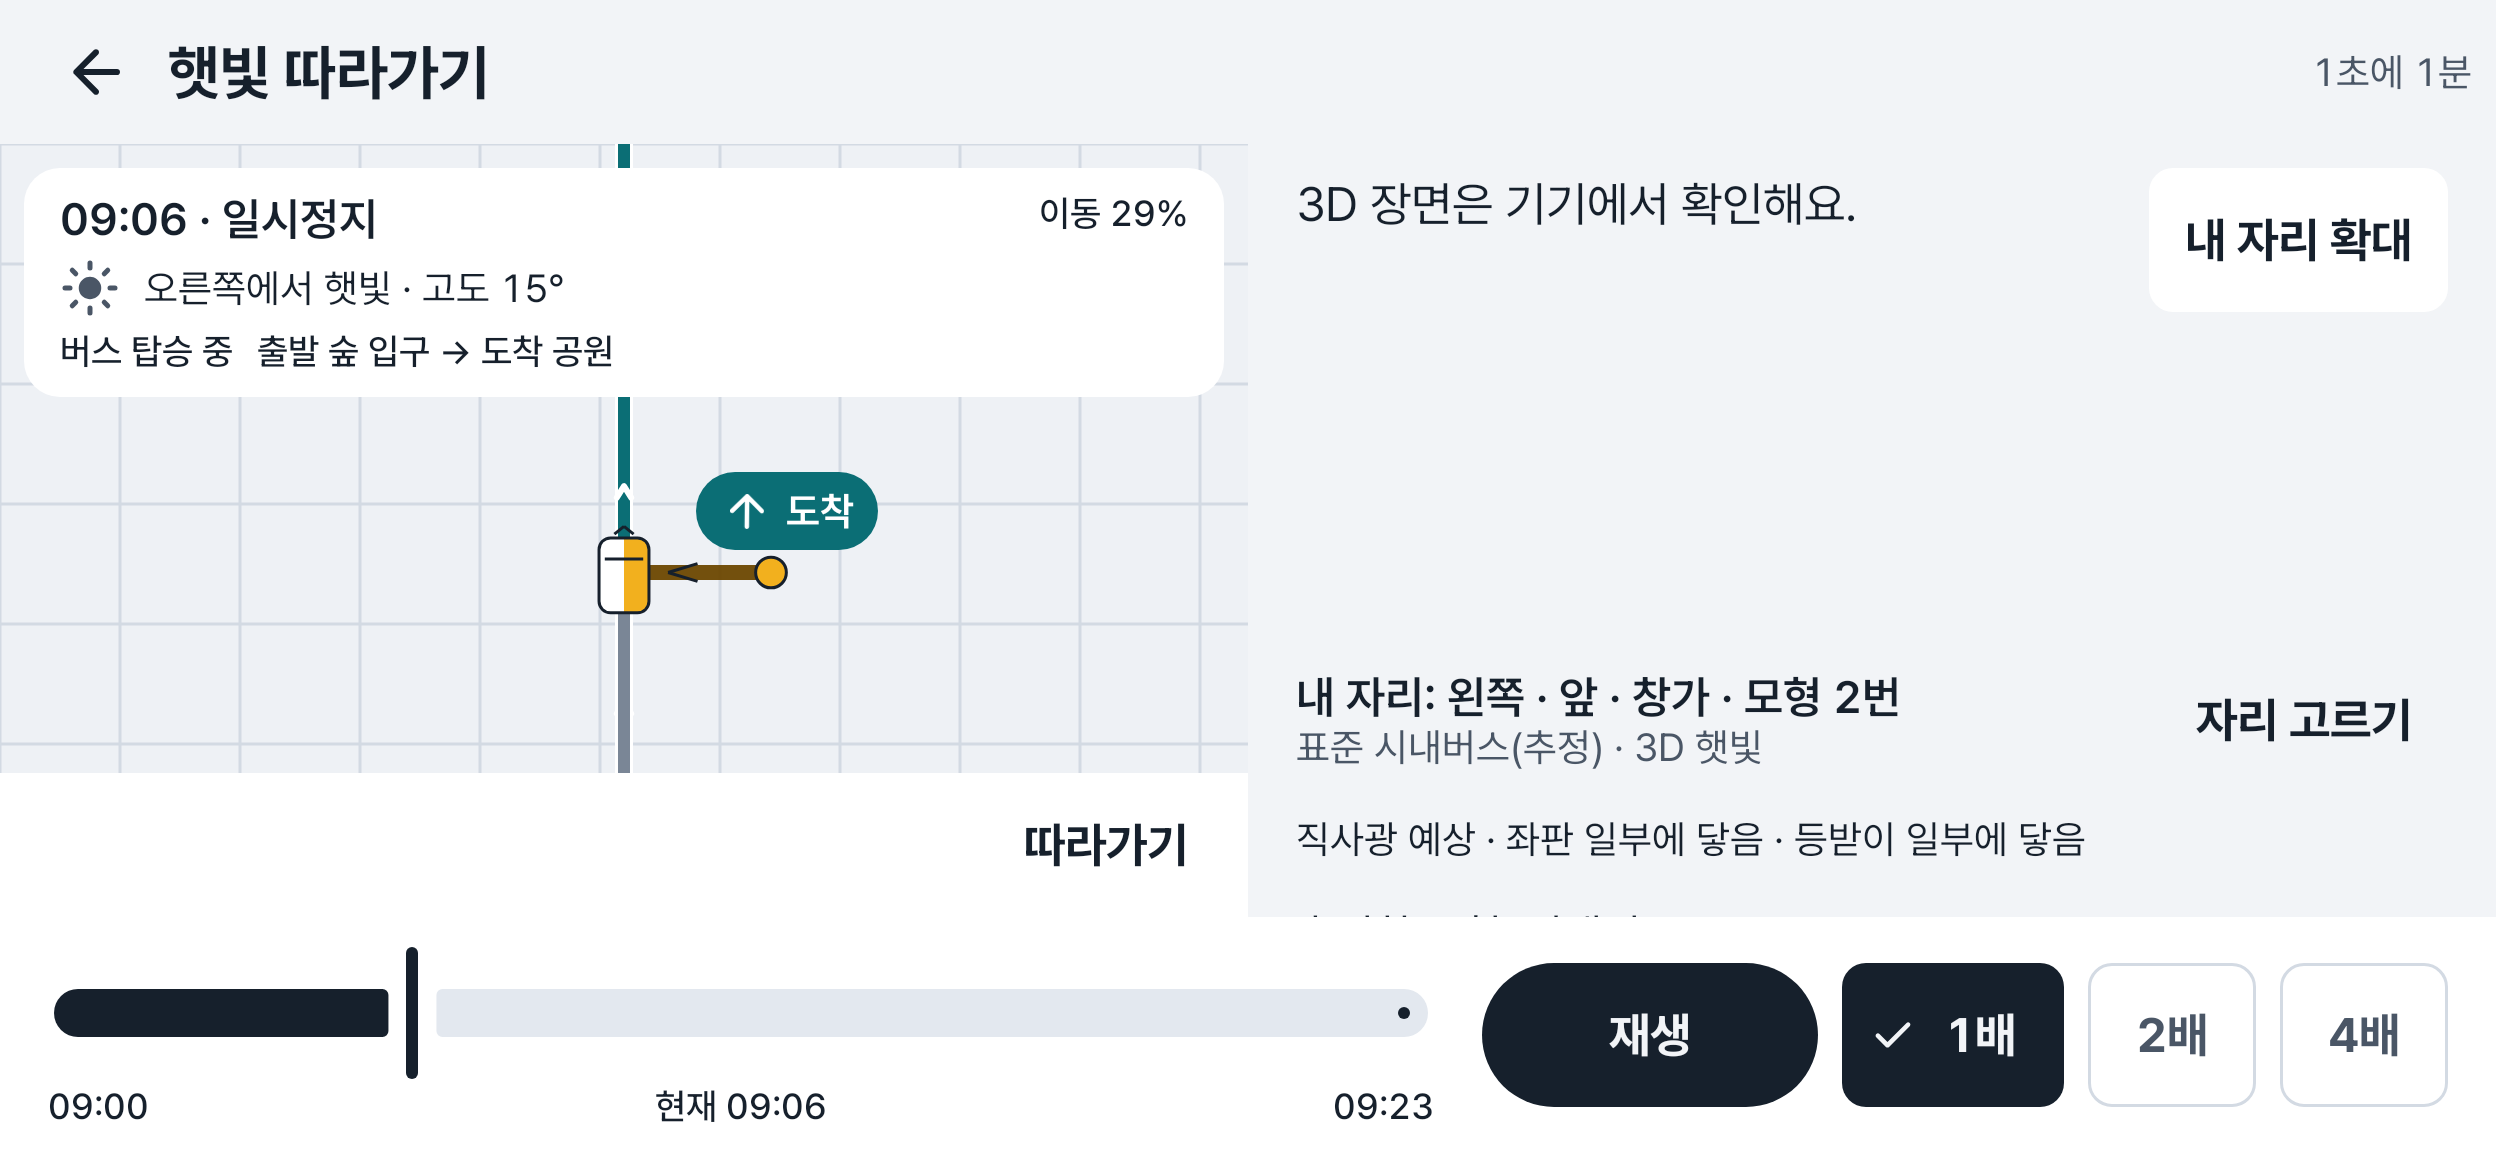 햇빛 따라가기
1초에 1분
09:06 · 일시정지
이동 29%
오른쪽에서 햇빛 · 고도 15°
버스 탑승 중 출발 숲 입구 → 도착 공원
도착
따라가기
3D 장면은 기기에서 확인해요.
내 자리 확대
내 자리: 왼쪽 · 앞 · 창가 · 모형 2번
표준 시내버스(추정) · 3D 햇빛
자리 고르기
직사광 예상 · 좌판 일부에 닿음 · 등받이 일부에 닿음
09:00
현재 09:06
09:23
재생
1배
2배
4배